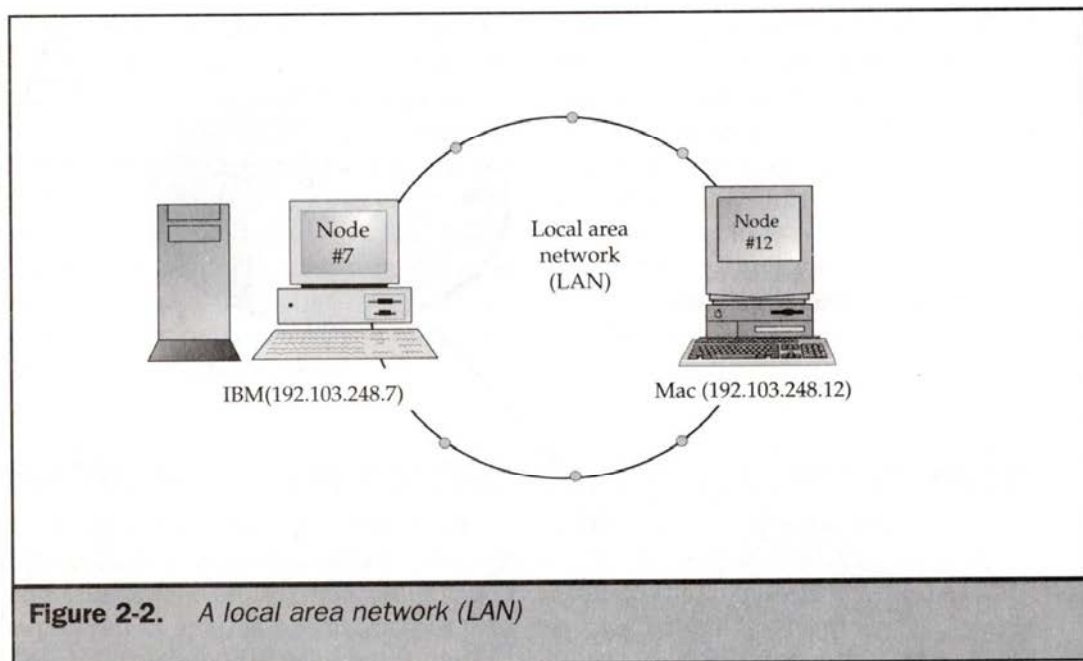 Node
#7
Local area
network
(LAN)
Node
#12
IBM(192.103.248.7)
Mac (192.103.248.12)
Figure 2-2. A local area network (LAN)